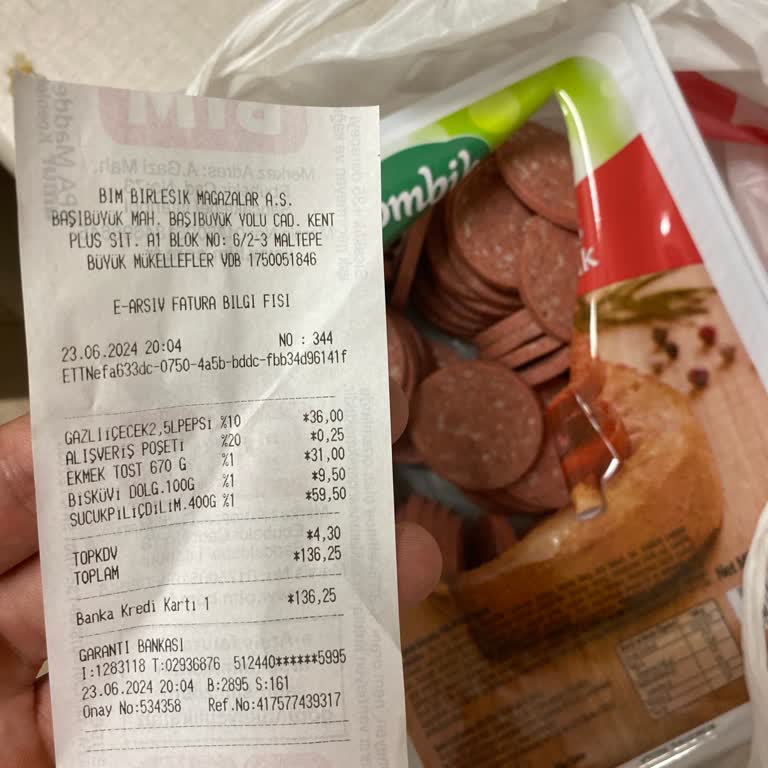 BİM
BIM BIRLESIK MAGAZALAR A.S.
BAŞIBÜYÜK MAH. BAŞIBÜYÜK YOLU CAD. KENT
PLUS SIT. A1 BLOK NO: 6/2-3 MALTEPE
BÜYÜK MÜKELLEFLER VDB 1750051846
E-ARSIV FATURA BILGI FISI
23.06.2024 20:04 NO : 344
ETTNefa633dc-0750-4a5b-bddc-fbb34d96141f
GAZLIİÇECEK2,5LPEPSİ %10 *36,00
ALIŞVERİŞ POŞETİ %20 *0,25
EKMEK TOST 670 G %1 *31,00
BİSKÜVİ DOLG.100G %1 *9,50
SUCUKPİLİÇDİLİM.400G %1 *59,50
TOPKDV *4,30
TOPLAM *136,25
Banka Kredi Kartı 1 *136,25
GARANTI BANKASI
I:1283118 T:02936876 512440******5995
23.06.2024 20:04 B:2895 S:161
Onay No:534358 Ref.No:417577439317
ombik